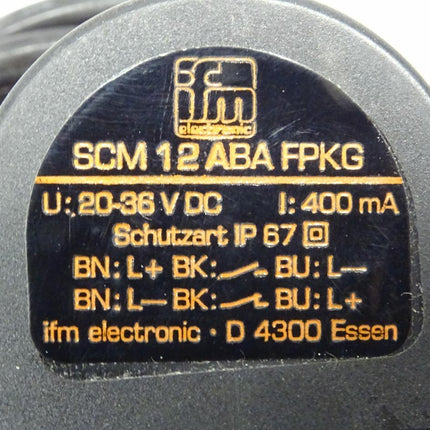 ifm
electronic
SCM 12 ABA FPKG
U: 20-36 V DC I: 400 mA
Schutzart IP 67
BN: L+ BK: BU: L–
BN: L– BK: BU: L+
ifm electronic · D 4300 Essen